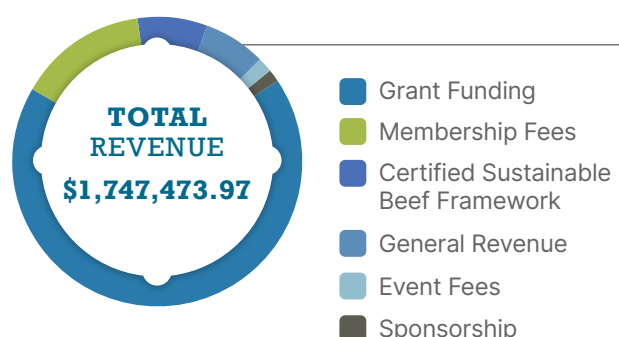 TOTAL
REVENUE
$1,747,473.97
Grant Funding
Membership Fees
Certified Sustainable
Beef Framework
General Revenue
Event Fees
Sponsorship